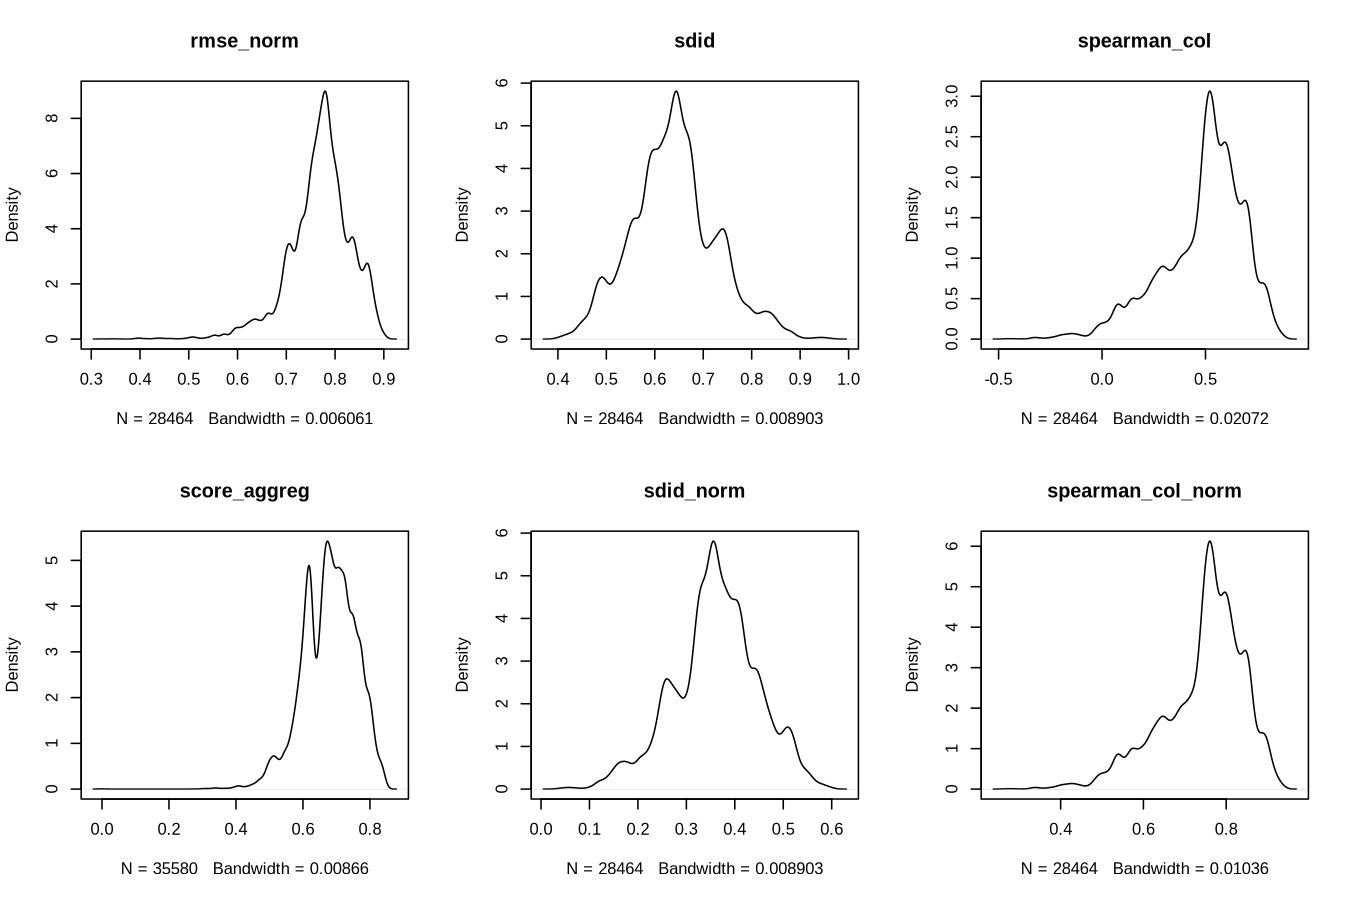 rmse_norm
Density
0 2 4 6 8
0.3 0.4 0.5 0.6 0.7 0.8 0.9
N = 28464 Bandwidth = 0.006061
sdid
Density
0 1 2 3 4 5 6
0.4 0.5 0.6 0.7 0.8 0.9 1.0
N = 28464 Bandwidth = 0.008903
spearman_col
Density
0.0 0.5 1.0 1.5 2.0 2.5 3.0
-0.5 0.0 0.5
N = 28464 Bandwidth = 0.02072
score_aggreg
Density
0 1 2 3 4 5
0.0 0.2 0.4 0.6 0.8
N = 35580 Bandwidth = 0.00866
sdid_norm
Density
0 1 2 3 4 5 6
0.0 0.1 0.2 0.3 0.4 0.5 0.6
N = 28464 Bandwidth = 0.008903
spearman_col_norm
Density
0 1 2 3 4 5 6
0.4 0.6 0.8
N = 28464 Bandwidth = 0.01036